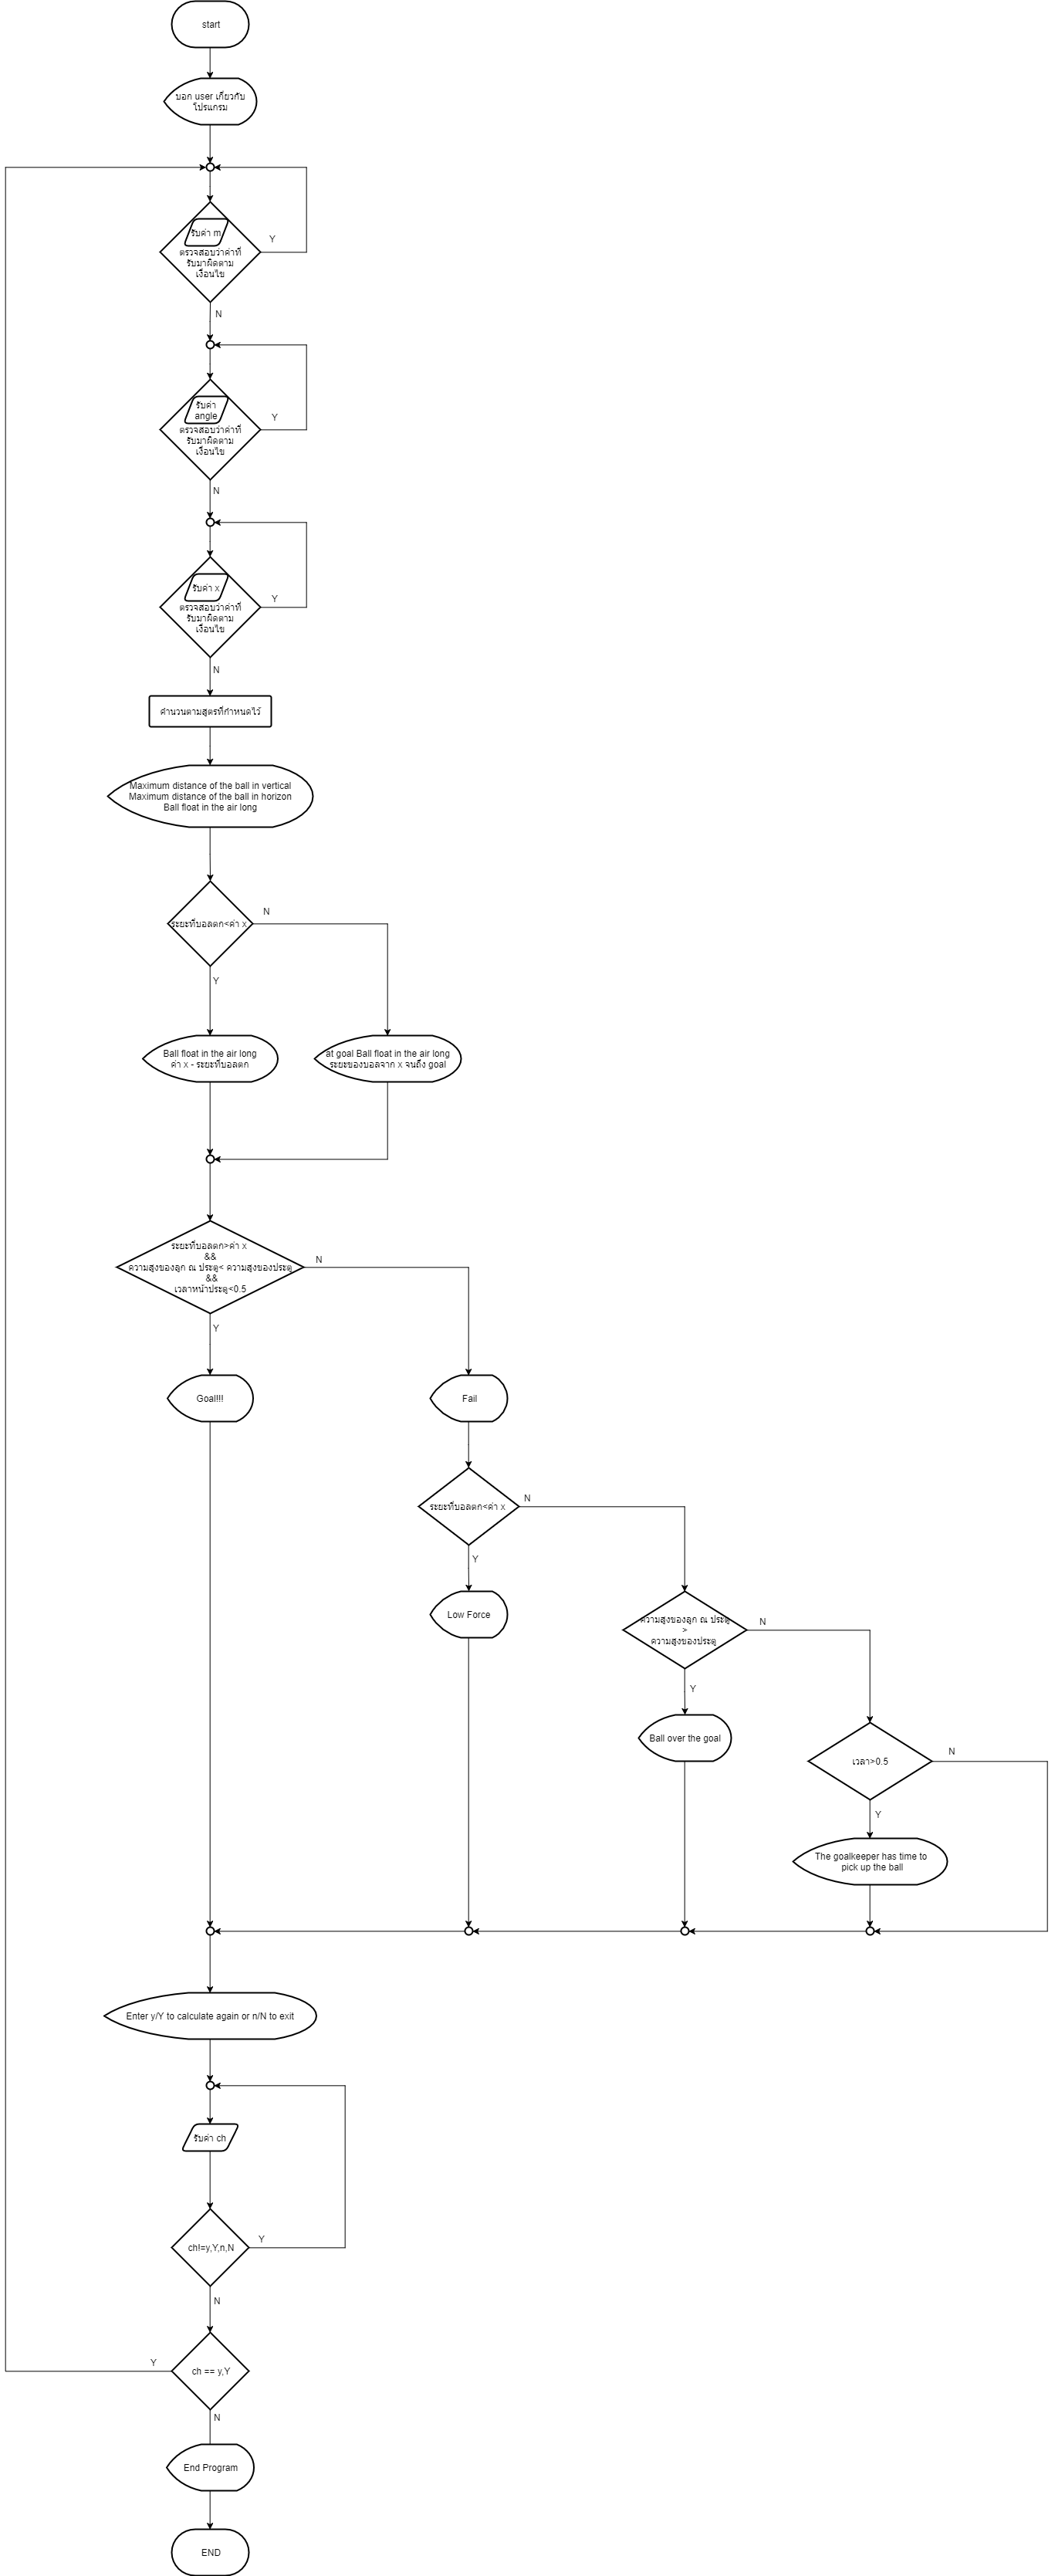 start
บอก user เกี่ยวกับ
โปรแกรม
รับค่า m
Y
ตรวจสอบว่าค่าที่
รับมาผิดตาม
เงื่อนไข
N
รับค่า
angle
Y
ตรวจสอบว่าค่าที่
รับมาผิดตาม
เงื่อนไข
N
รับค่า x
Y
ตรวจสอบว่าค่าที่
รับมาผิดตาม
เงื่อนไข
N
คำนวนตามสูตรที่กำหนดไว้
Maximum distance of the ball in vertical
Maximum distance of the ball in horizon
Ball float in the air long
N
ระยะที่บอลตก<ค่า x
Y
Ball float in the air long
ค่า x - ระยะที่บอลตก
at goal Ball float in the air long
ระยะของบอลจาก x จนถึง goal
ระยะที่บอลตก>ค่า x
&&
ความสูงของลูก ณ ประตู< ความสูงของประตู
&&
เวลาหน้าประตู<0.5
N
Y
Goal!!!
Fail
ระยะที่บอลตก<ค่า x
N
Y
Low Force
ความสูงของลูก ณ ประตู
>
ความสูงของประตู
N
Y
Ball over the goal
เวลา>0.5
N
Y
The goalkeeper has time to
pick up the ball
Enter y/Y to calculate again or n/N to exit
รับค่า ch
ch!=y,Y,n,N
Y
N
ch == y,Y
Y
N
End Program
END